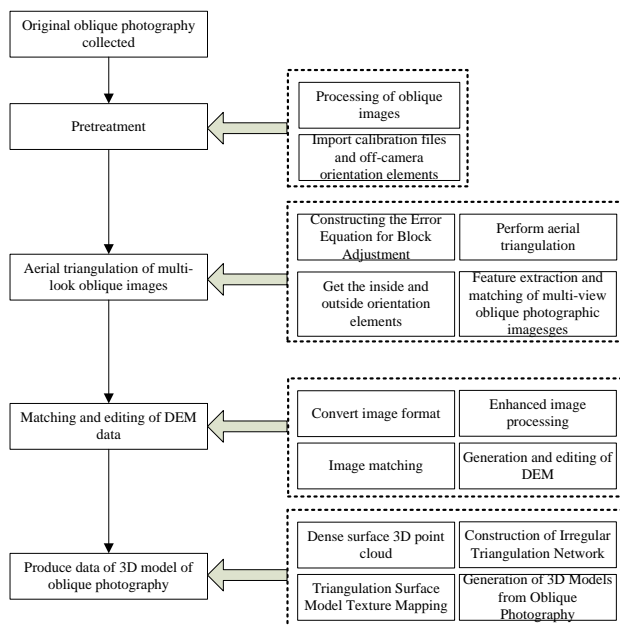 Original oblique photography
collected
Pretreatment
Processing of oblique
images
Import calibration files
and off-camera
orientation elements
Aerial triangulation of multi-
look oblique images
Constructing the Error
Equation for Block
Adjustment
Perform aerial
triangulation
Get the inside and
outside orientation
elements
Feature extraction and
matching of multi-view
oblique photographic
imagesges
Matching and editing of DEM
data
Convert image format
Enhanced image
processing
Image matching
Generation and editing of
DEM
Produce data of 3D model of
oblique photography
Dense surface 3D point
cloud
Construction of Irregular
Triangulation Network
Triangulation Surface
Model Texture Mapping
Generation of 3D Models
from Oblique
Photography